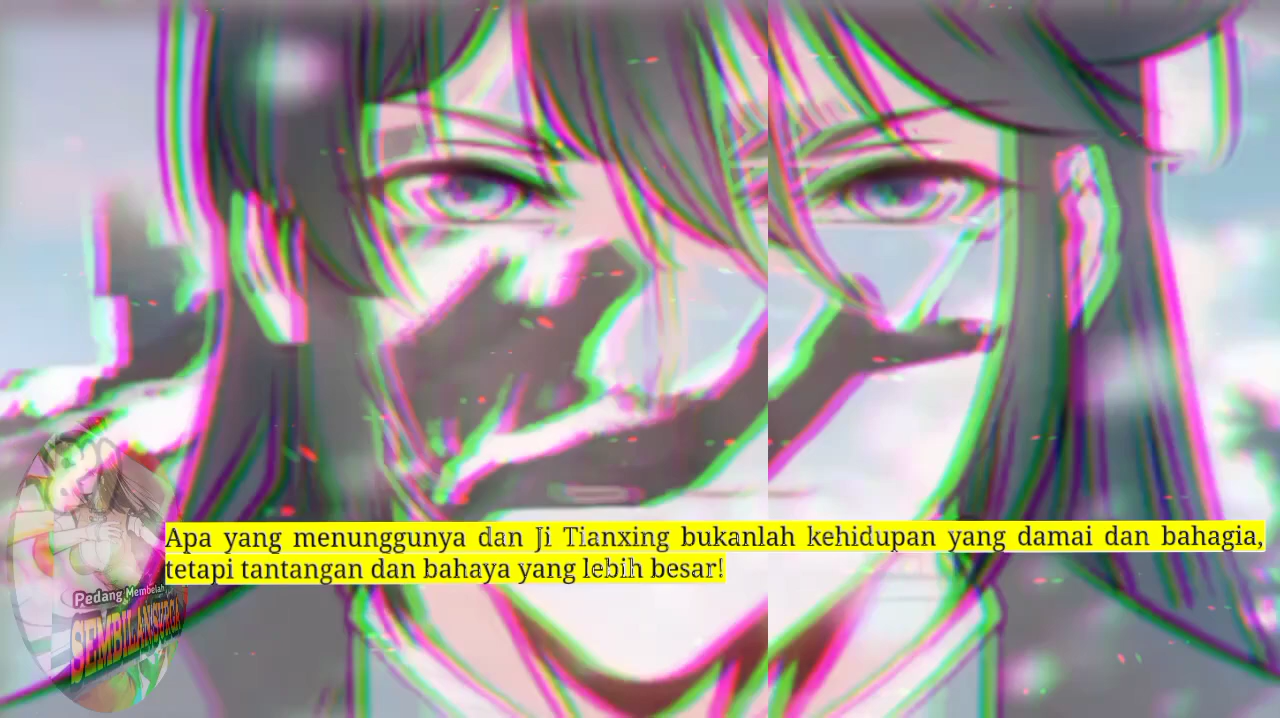 Apa yang menunggunya dan Ji Tianxing bukanlah kehidupan yang damai dan bahagia,
tetapi tantangan dan bahaya yang lebih besar!
Pedang Membelah
SEMBILAN SURGA